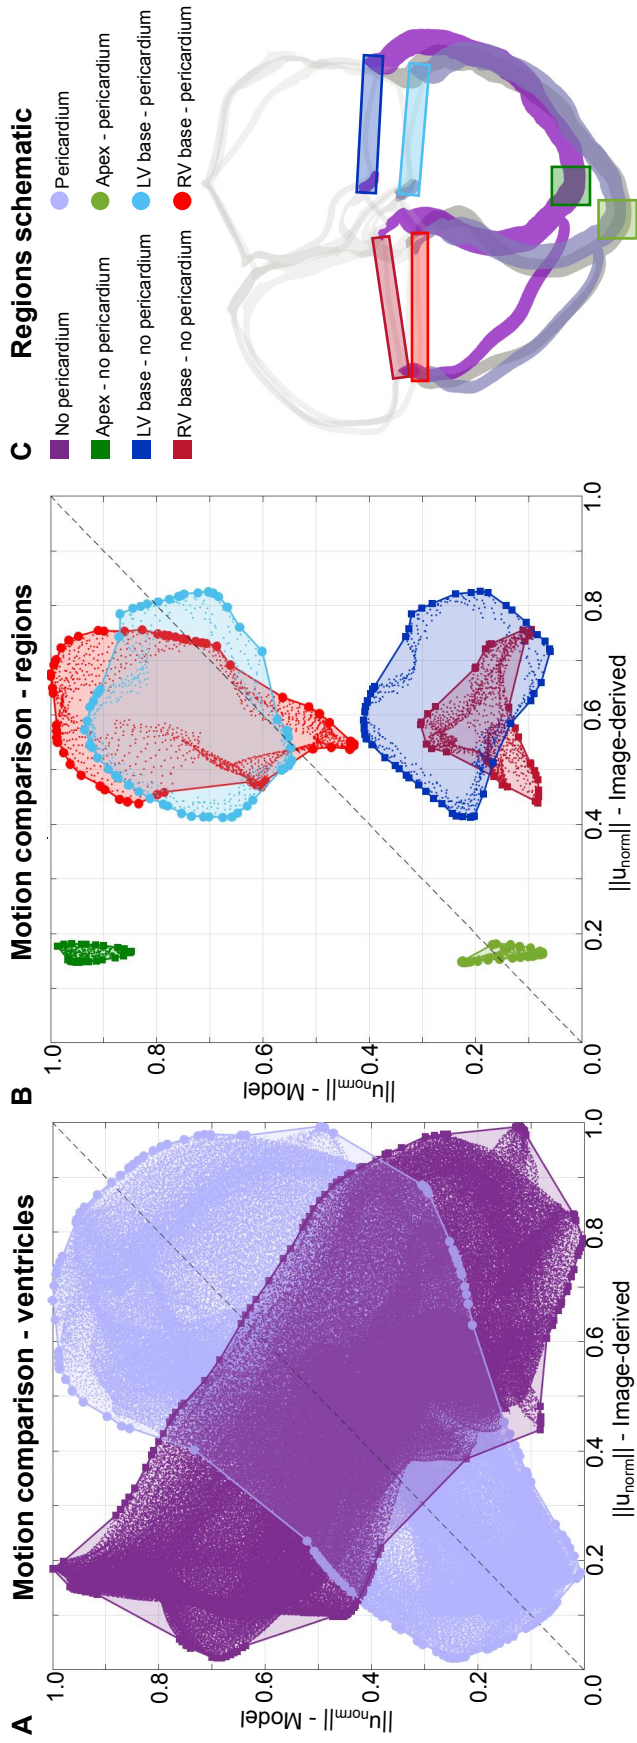 A
Motion comparison - ventricles
||u_norm|| - Model
1.0
0.8
0.6
0.4
0.2
0.0
0.2
0.4
0.6
0.8
1.0
||u_norm|| - Image-derived
B
Motion comparison - regions
||u_norm|| - Model
1.0
0.8
0.6
0.4
0.2
0.0
0.2
0.4
0.6
0.8
1.0
||u_norm|| - Image-derived
C
Regions schematic
No pericardium
Pericardium
Apex - no pericardium
Apex - pericardium
LV base - no pericardium
LV base - pericardium
RV base - no pericardium
RV base - pericardium